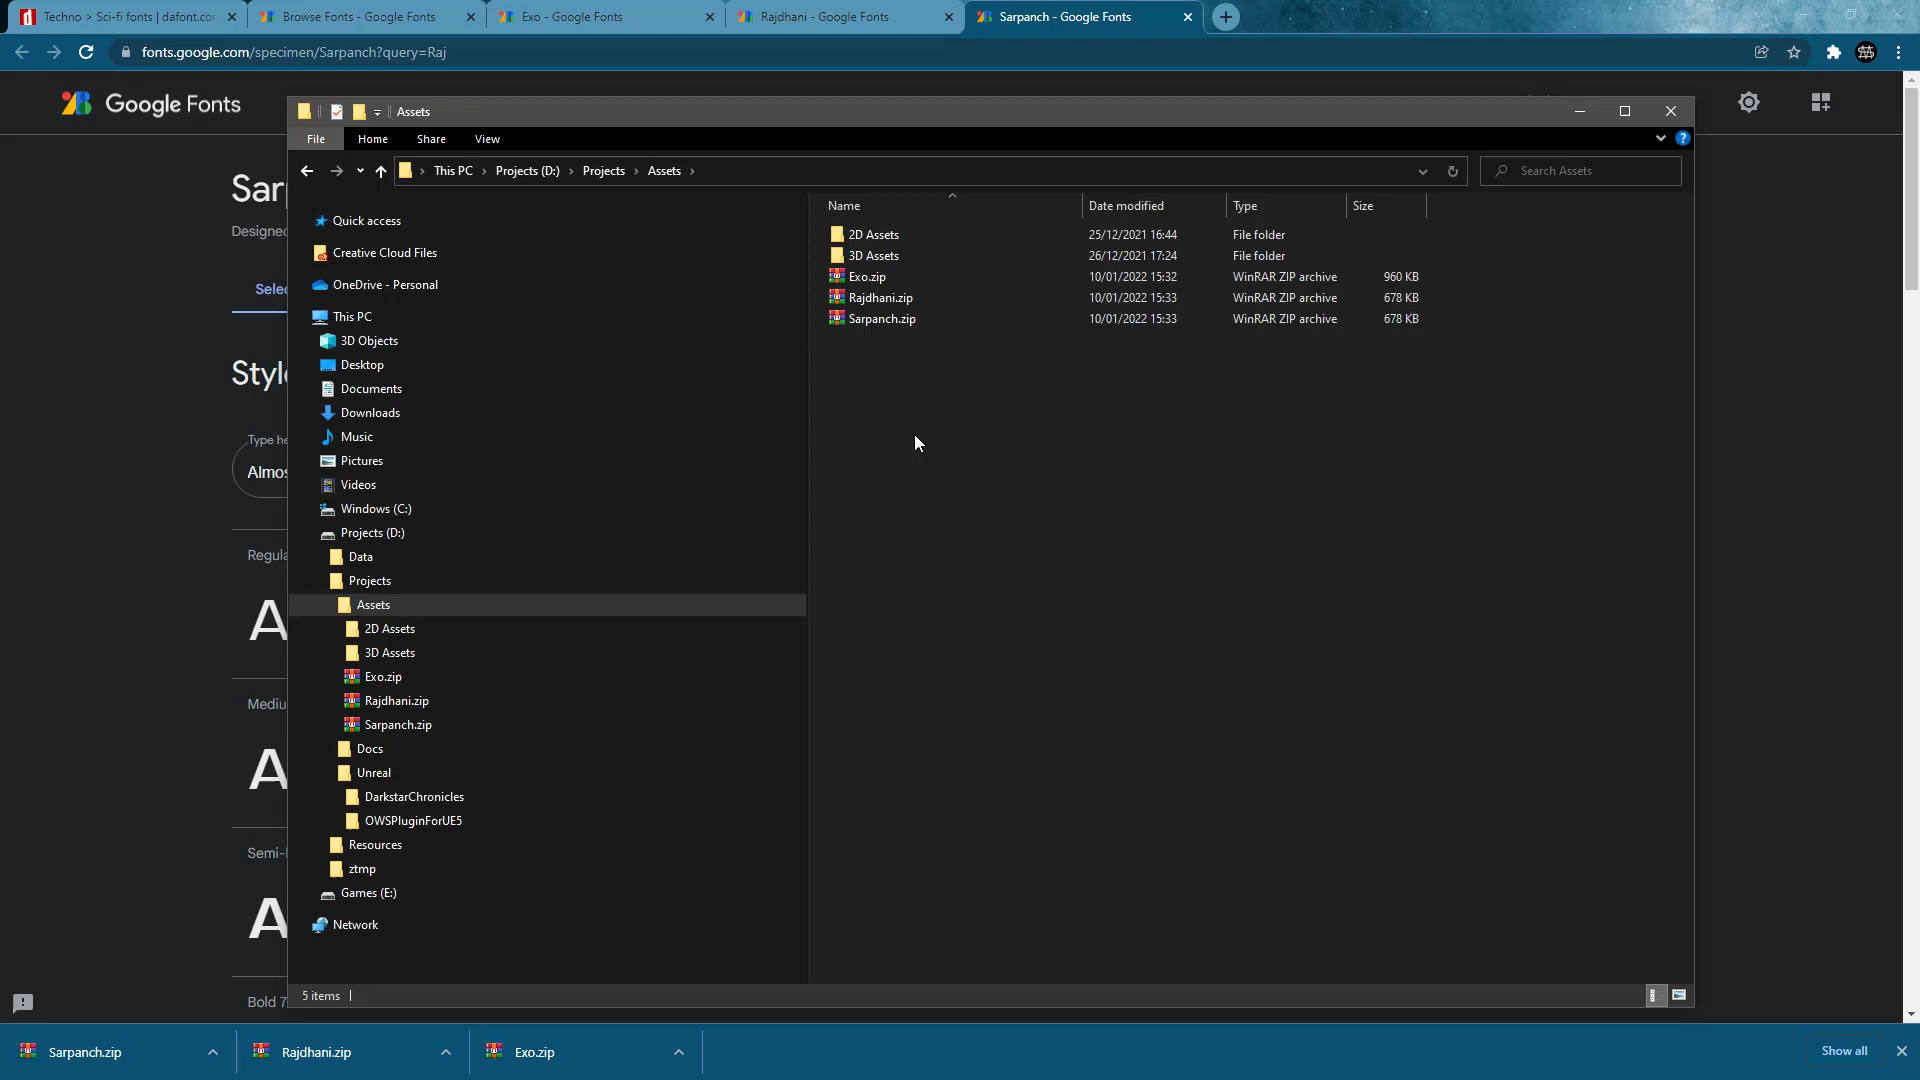 Techno > Sci-fi fonts | dafont.co
Browse Fonts - Google Fonts
Exo - Google Fonts
Rajdhani - Google Fonts
Sarpanch - Google Fonts
fonts.google.com/specimen/Sarpanch?query=Raj
Google Fonts
Sar
Designed
Selec
Style
Type he
Almos
Regula
A
Mediu
A
Semi-
A
Bold 7
Assets
File
Home
Share
View
This PC
Projects (D:)
Projects
Assets
Search Assets
Quick access
Creative Cloud Files
OneDrive - Personal
This PC
3D Objects
Desktop
Documents
Downloads
Music
Pictures
Videos
Windows (C:)
Projects (D:)
Data
Projects
Assets
2D Assets
3D Assets
Exo.zip
Rajdhani.zip
Sarpanch.zip
Docs
Unreal
DarkstarChronicles
OWSPluginForUE5
Resources
ztmp
Games (E:)
Network
Name Date modified Type Size
2D Assets 25/12/2021 16:44 File folder
3D Assets 26/12/2021 17:24 File folder
Exo.zip 10/01/2022 15:32 WinRAR ZIP archive 960 KB
Rajdhani.zip 10/01/2022 15:33 WinRAR ZIP archive 678 KB
Sarpanch.zip 10/01/2022 15:33 WinRAR ZIP archive 678 KB
5 items
Sarpanch.zip
Rajdhani.zip
Exo.zip
Show all